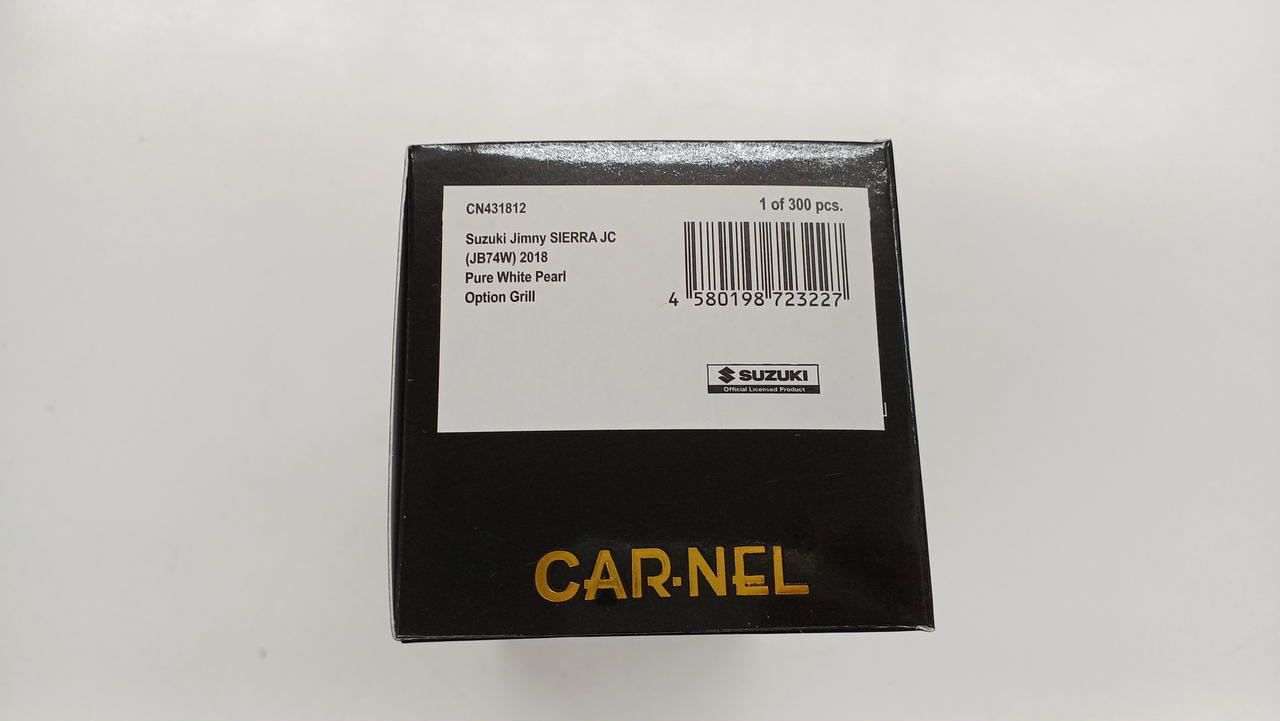 CN431812
1 of 300 pcs.
Suzuki Jimny SIERRA JC
(JB74W) 2018
Pure White Pearl
Option Grill
4 580198 723227
SUZUKI
Official Licensed Product
CAR·NEL